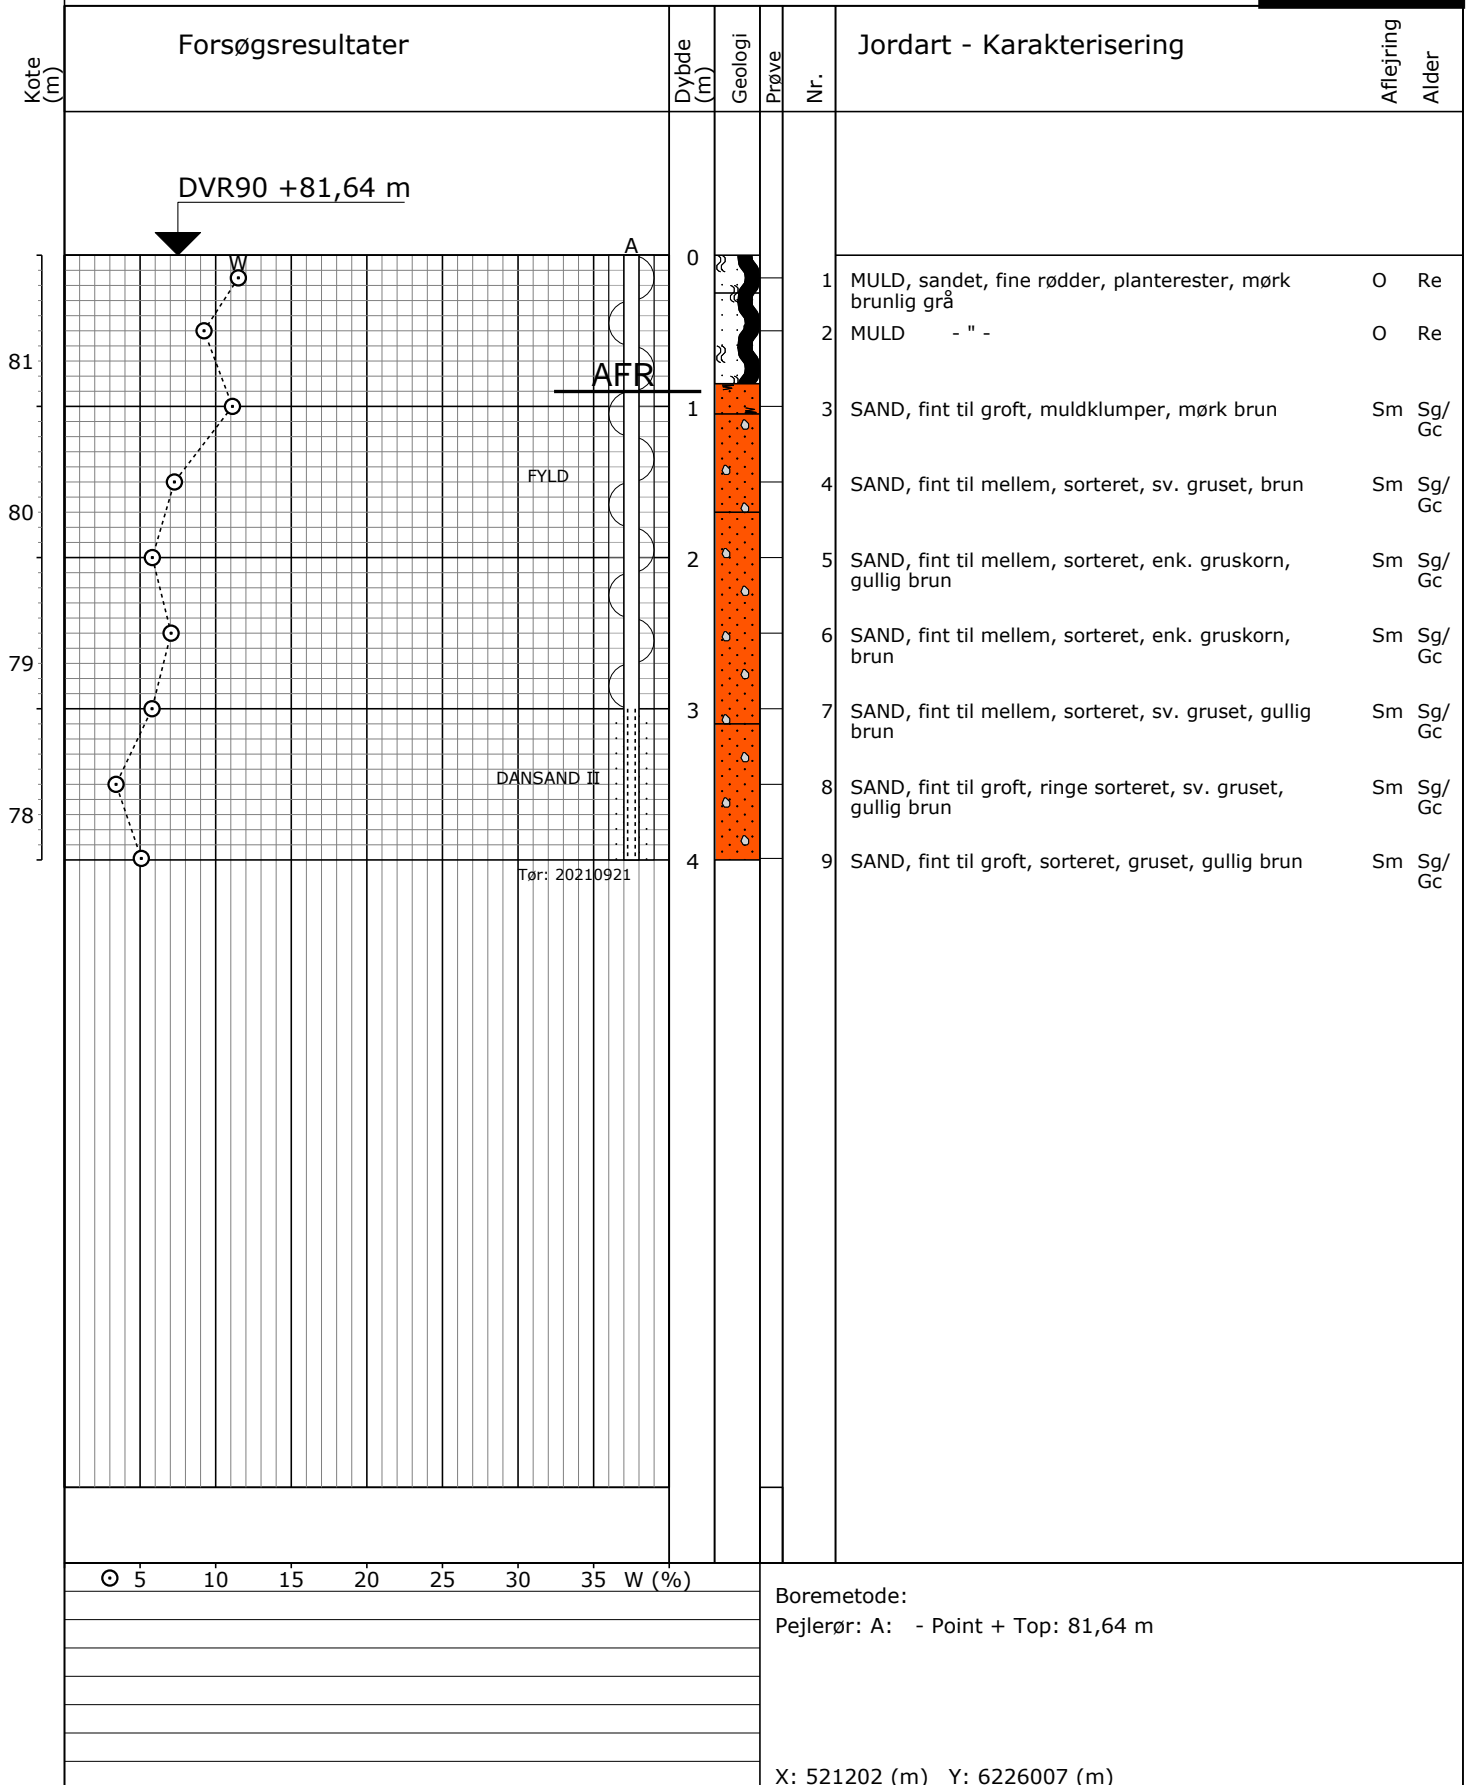 Kote (m)
Forsøgsresultater
Dybde (m)
Geologi
Prøve
Nr.
Jordart - Karakterisering
Aflejring
Alder
DVR90 +81,64 m
A
W
0
1 MULD, sandet, fine rødder, planterester, mørk O Re
brunlig grå
2 MULD - " - O Re
81
AFR
1
3 SAND, fint til groft, muldklumper, mørk brun Sm Sg/
Gc
FYLD
4 SAND, fint til mellem, sorteret, sv. gruset, brun Sm Sg/
Gc
80
2
5 SAND, fint til mellem, sorteret, enk. gruskorn, Sm Sg/
gullig brun Gc
6 SAND, fint til mellem, sorteret, enk. gruskorn, Sm Sg/
brun Gc
79
3
7 SAND, fint til mellem, sorteret, sv. gruset, gullig Sm Sg/
brun Gc
DANSAND II
8 SAND, fint til groft, ringe sorteret, sv. gruset, Sm Sg/
gullig brun Gc
78
4
9 SAND, fint til groft, sorteret, gruset, gullig brun Sm Sg/
Gc
Tør: 20210921
5 10 15 20 25 30 35 W (%)
Boremetode:
Pejlerør: A: - Point + Top: 81,64 m
X: 521202 (m) Y: 6226007 (m)